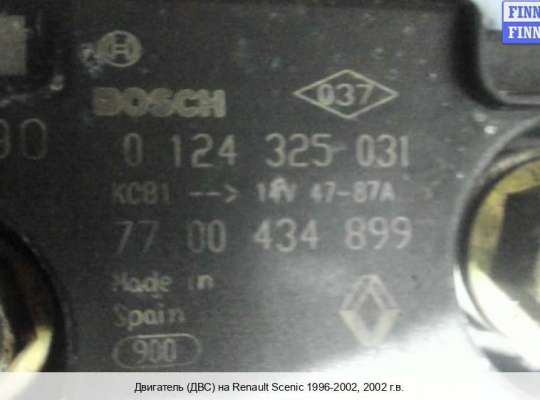 FINN
FINN
BOSCH
037
0 124 325 031
KCB1 --> 14V 47-87A
77 00 434 899
Made in
Spain
900
Двигатель (ДВС) на Renault Scenic 1996-2002, 2002 г.в.